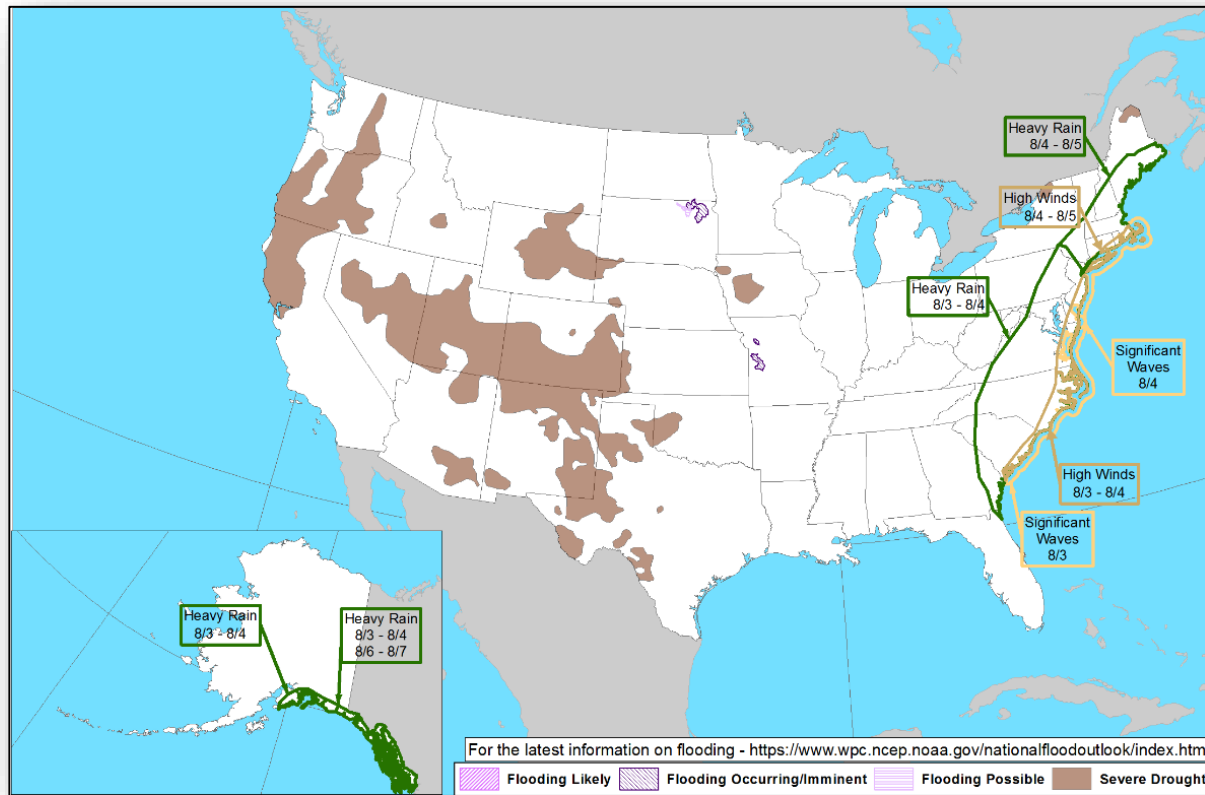 Heavy Rain
8/4 - 8/5
High Winds
8/4 - 8/5
Heavy Rain
8/3 - 8/4
Significant
Waves
8/4
High Winds
8/3 - 8/4
Significant
Waves
8/3
Heavy Rain
8/3 - 8/4
Heavy Rain
8/3 - 8/4
8/6 - 8/7
For the latest information on flooding - https://www.wpc.ncep.noaa.gov/nationalfloodoutlook/index.htm
Flooding Likely
Flooding Occurring/Imminent
Flooding Possible
Severe Drought